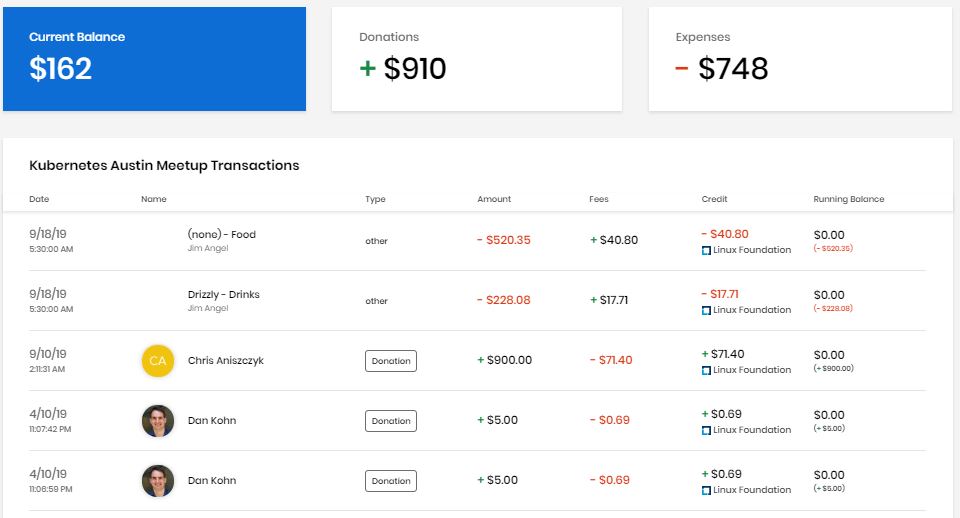 Current Balance Donations Expenses
$162 + $910 - $748
Kubernetes Austin Meetup Transactions
Date Name Type Amount Fees Credit Running Balance
9/18/19 (none) - Food other - $520.35 + $40.80 - $40.80 $0.00
5:30:00 AM Jim Angel Linux Foundation (- $520.35)
9/18/19 Drizzly - Drinks other - $228.08 + $17.71 - $17.71 $0.00
5:30:00 AM Jim Angel Linux Foundation (- $228.08)
9/10/19 CA Chris Aniszczyk Donation + $900.00 - $71.40 + $71.40 $0.00
2:11:31 AM Linux Foundation (+ $900.00)
4/10/19 Dan Kohn Donation + $5.00 - $0.69 + $0.69 $0.00
11:07:42 PM Linux Foundation (+ $5.00)
4/10/19 Dan Kohn Donation + $5.00 - $0.69 + $0.69 $0.00
11:06:59 PM Linux Foundation (+ $5.00)